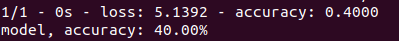 1/1 - 0s - loss: 5.1392 - accuracy: 0.4000
model, accuracy: 40.00%